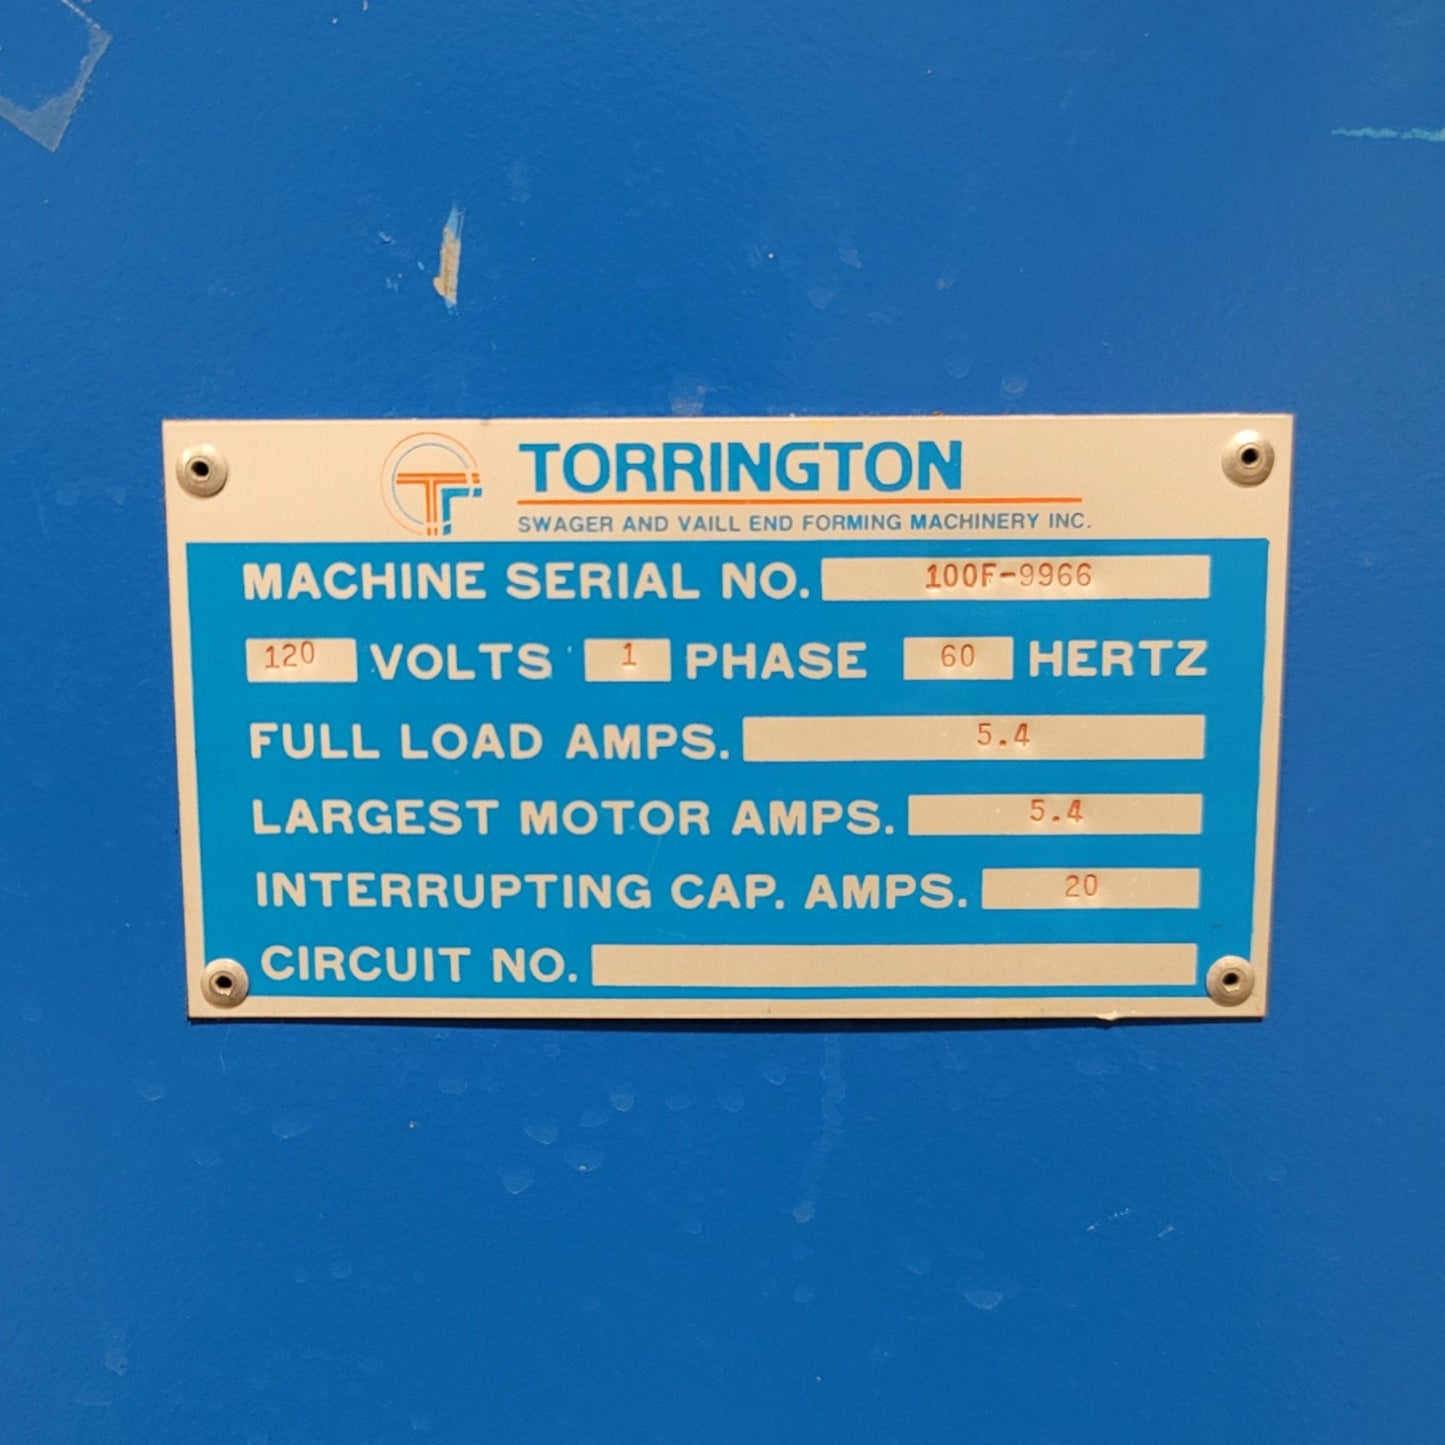 TORRINGTON
SWAGER AND VAILL END FORMING MACHINERY INC.
MACHINE SERIAL NO. 100F-9966
120 VOLTS 1 PHASE 60 HERTZ
FULL LOAD AMPS. 5.4
LARGEST MOTOR AMPS. 5.4
INTERRUPTING CAP. AMPS. 20
CIRCUIT NO.